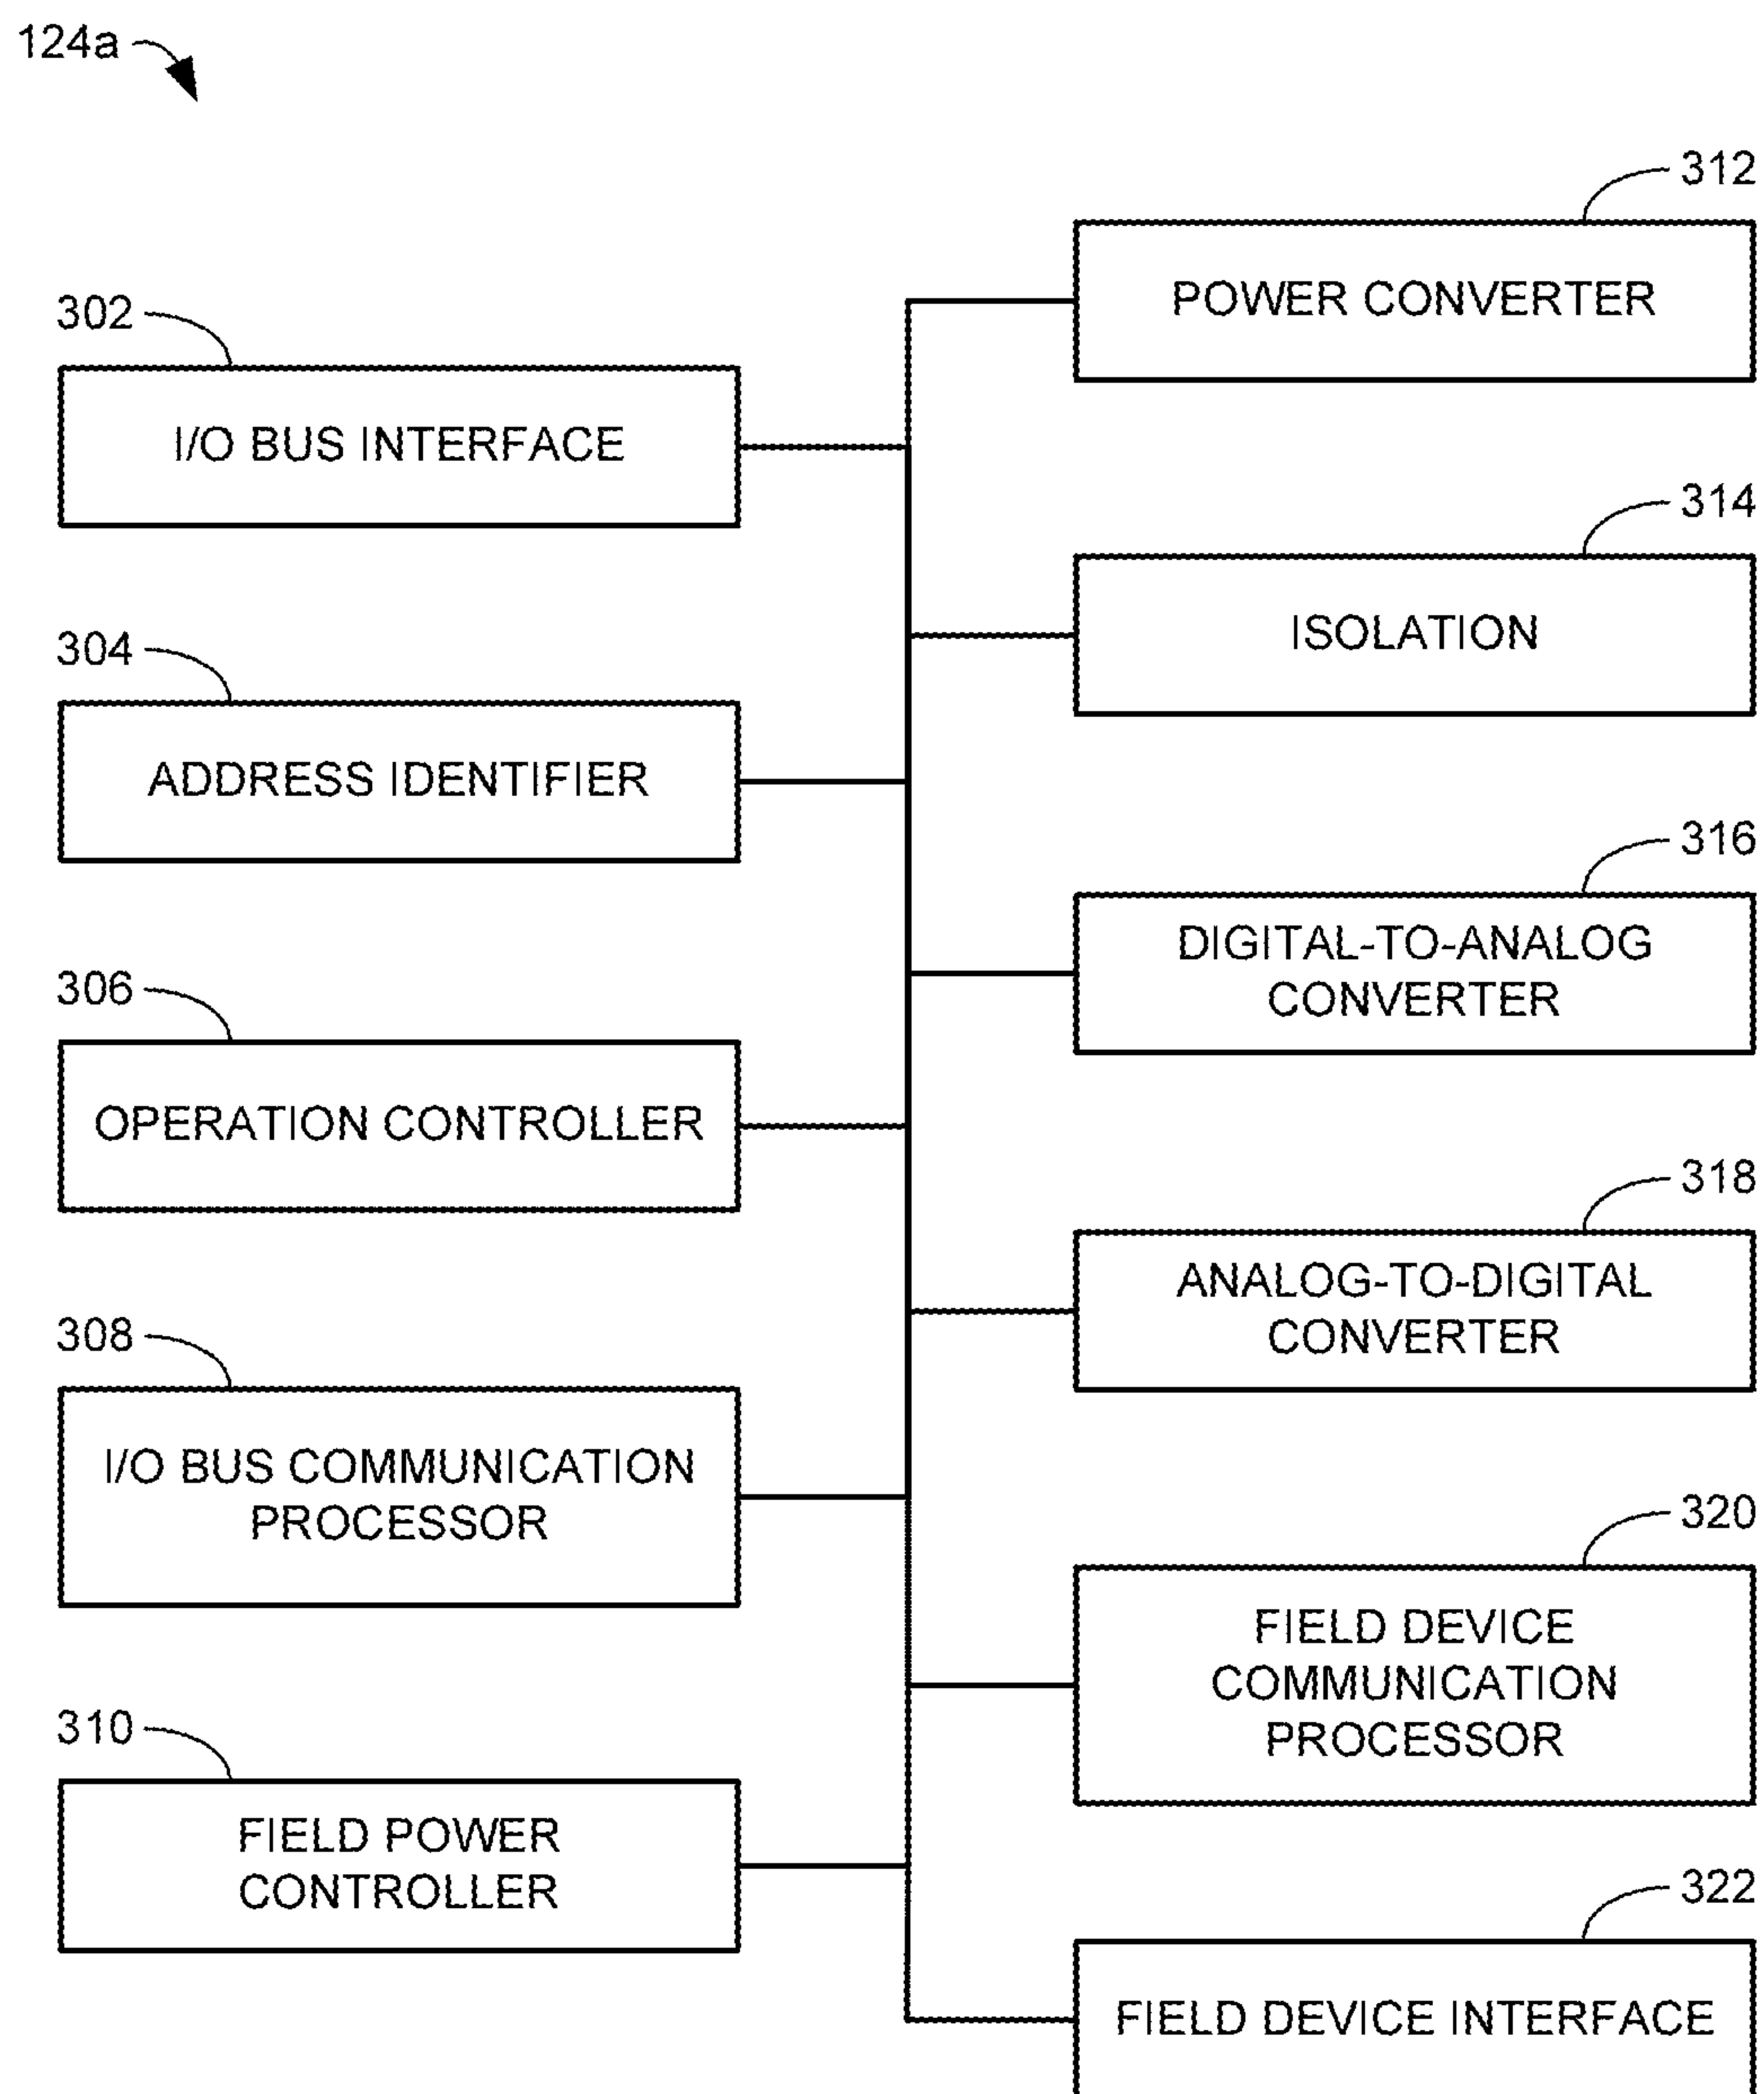 124a
302
I/O BUS INTERFACE
304
ADDRESS IDENTIFIER
306
OPERATION CONTROLLER
308
I/O BUS COMMUNICATION
PROCESSOR
310
FIELD POWER
CONTROLLER
312
POWER CONVERTER
314
ISOLATION
316
DIGITAL-TO-ANALOG
CONVERTER
318
ANALOG-TO-DIGITAL
CONVERTER
320
FIELD DEVICE
COMMUNICATION
PROCESSOR
322
FIELD DEVICE INTERFACE